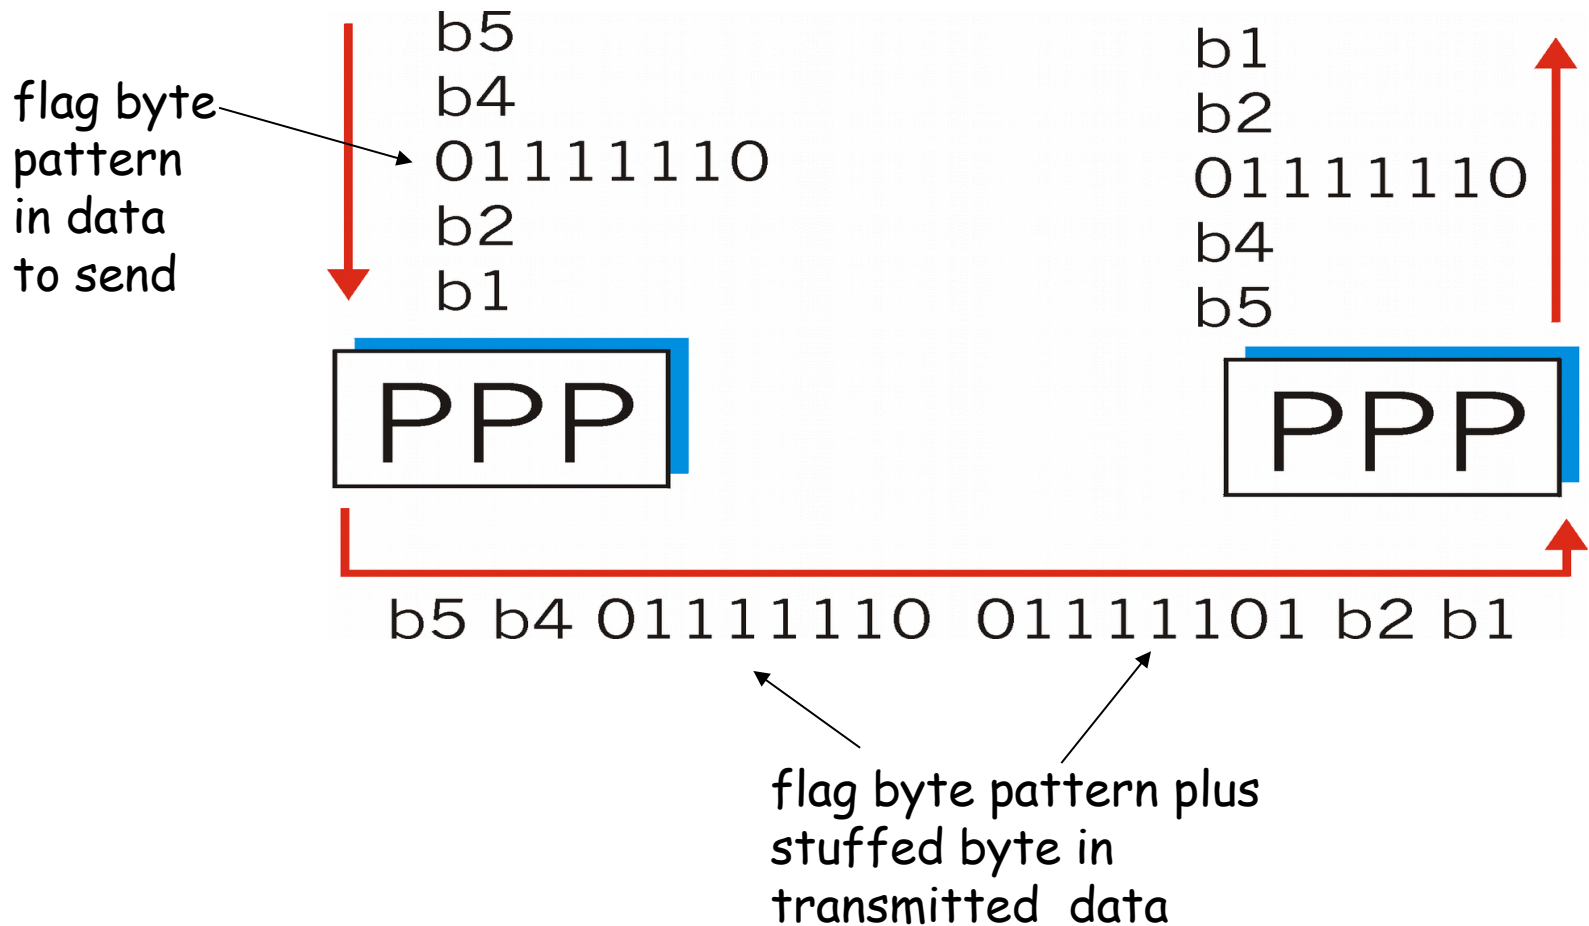 flag byte
pattern
in data
to send
b5
b4
01111110
b2
b1
PPP
b1
b2
01111110
b4
b5
PPP
b5 b4 01111110 01111101 b2 b1
flag byte pattern plus
stuffed byte in
transmitted data